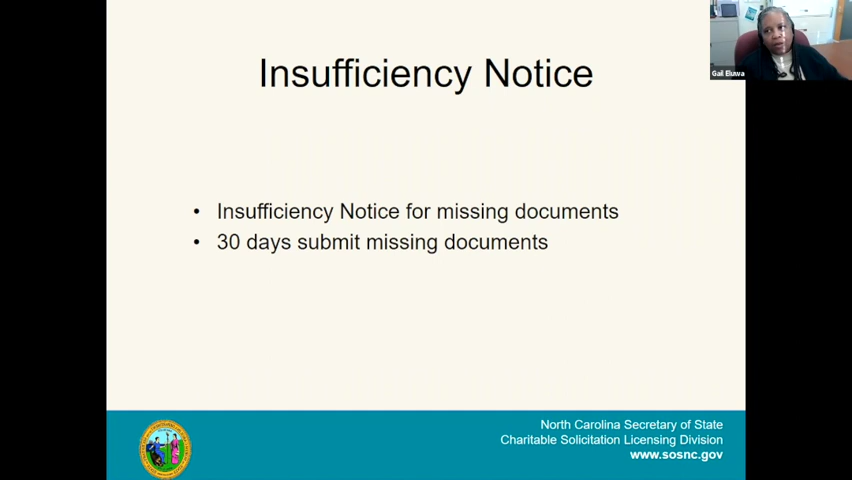 Insufficiency Notice
Gail Eluwa
• Insufficiency Notice for missing documents
• 30 days submit missing documents
North Carolina Secretary of State
Charitable Solicitation Licensing Division
www.sosnc.gov